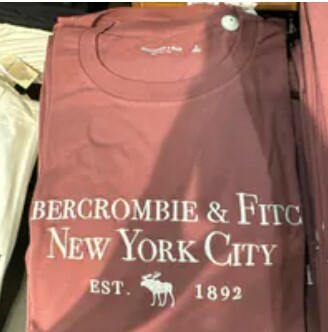 BERCROMBIE & FITC
NEW YORK CITY
EST. 1892